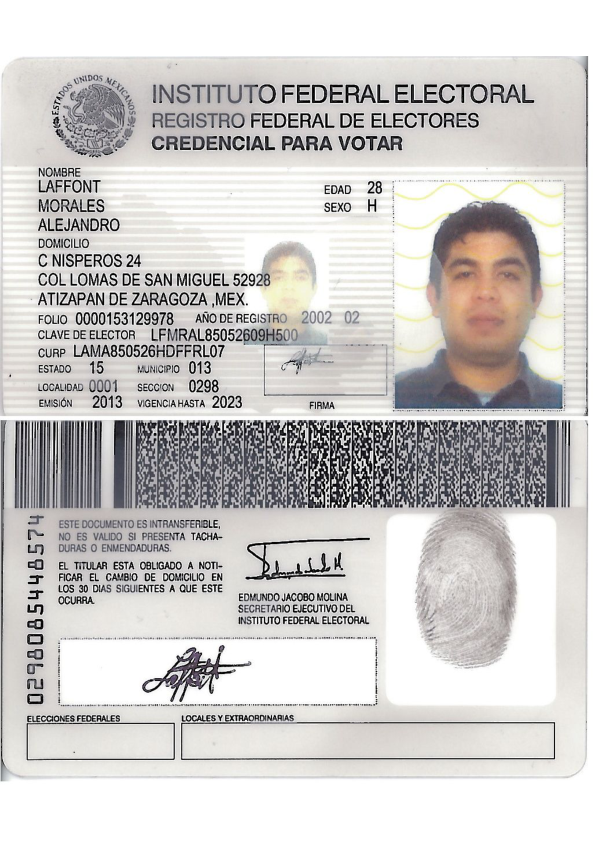 ESTADOS UNIDOS MEXICANOS
INSTITUTO FEDERAL ELECTORAL
REGISTRO FEDERAL DE ELECTORES
CREDENCIAL PARA VOTAR
NOMBRE
LAFFONT
MORALES
ALEJANDRO
EDAD 28
SEXO H
DOMICILIO
C NISPEROS 24
COL LOMAS DE SAN MIGUEL 52928
ATIZAPAN DE ZARAGOZA ,MEX.
FOLIO 0000153129978 AÑO DE REGISTRO 2002 02
CLAVE DE ELECTOR LFMRAL85052609H500
CURP LAMA850526HDFFRL07
ESTADO 15 MUNICIPIO 013
LOCALIDAD 0001 SECCION 0298
EMISIÓN 2013 VIGENCIA HASTA 2023
FIRMA
0298085448574
ESTE DOCUMENTO ES INTRANSFERIBLE,
NO ES VALIDO SI PRESENTA TACHA-
DURAS O ENMENDADURAS.
EL TITULAR ESTA OBLIGADO A NOTI-
FICAR EL CAMBIO DE DOMICILIO EN
LOS 30 DIAS SIGUIENTES A QUE ESTE
OCURRA.
EDMUNDO JACOBO MOLINA
SECRETARIO EJECUTIVO DEL
INSTITUTO FEDERAL ELECTORAL
ELECCIONES FEDERALES
LOCALES Y EXTRAORDINARIAS